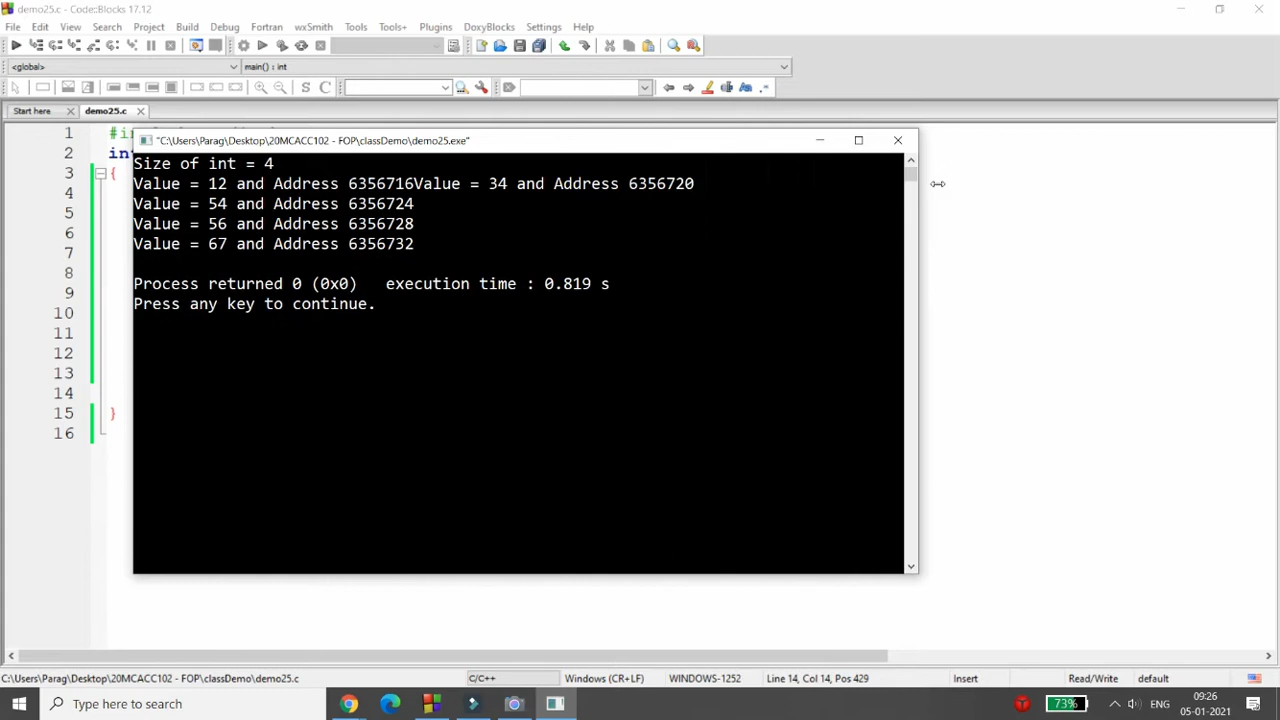 demo25.c - Code::Blocks 17.12
File Edit View Search Project Build Debug Fortran wxSmith Tools Tools+ Plugins DoxyBlocks Settings Help
<global> main() : int
S C
Start here demo25.c
1
2 int
3 {
4
5
6
7
8
9
10
11
12
13
14
15 }
16
"C:\Users\Parag\Desktop\20MCACC102 - FOP\classDemo\demo25.exe"
Size of int = 4
Value = 12 and Address 6356716Value = 34 and Address 6356720
Value = 54 and Address 6356724
Value = 56 and Address 6356728
Value = 67 and Address 6356732
Process returned 0 (0x0)   execution time : 0.819 s
Press any key to continue.
C:\Users\Parag\Desktop\20MCACC102 - FOP\classDemo\demo25.c C/C++ Windows (CR+LF) WINDOWS-1252 Line 14, Col 14, Pos 429 Insert Read/Write default
Type here to search 73% ENG 09:26
05-01-2021